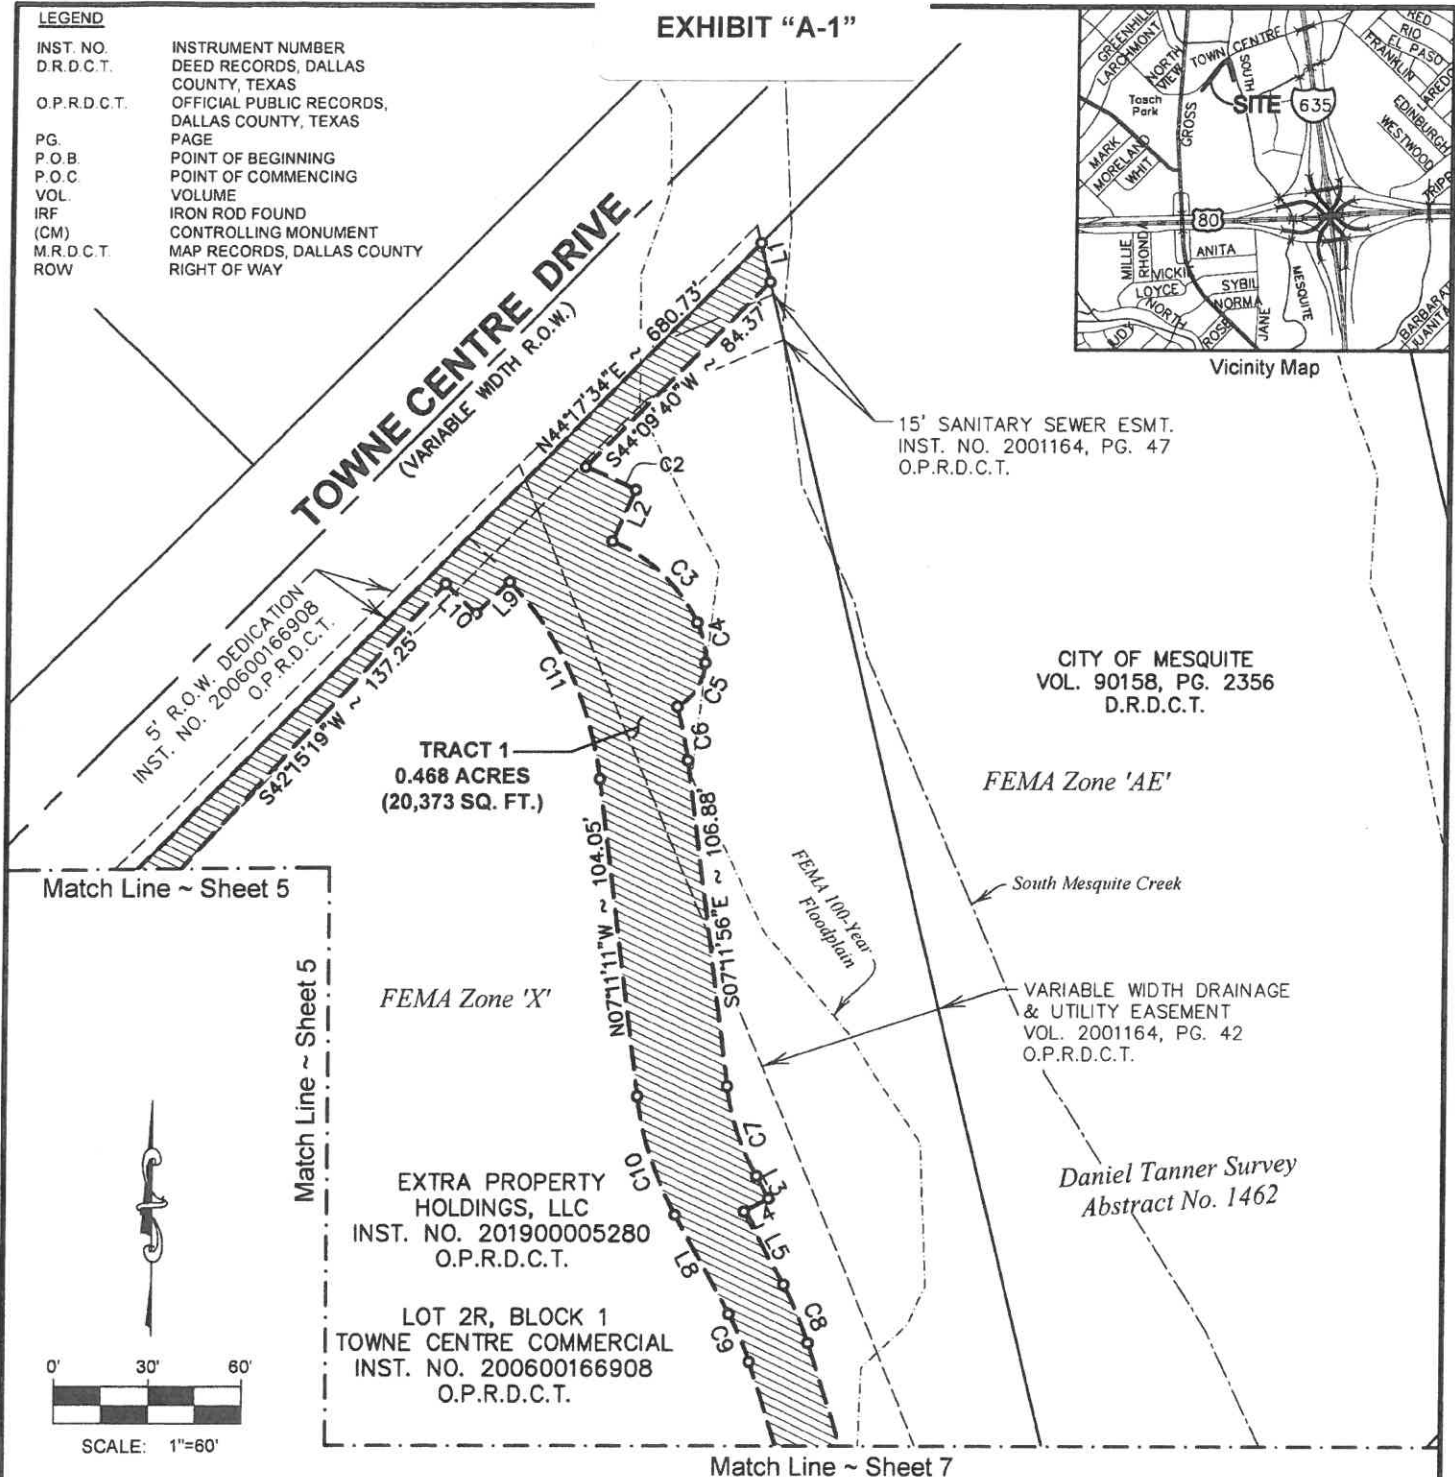 EXHIBIT “A-1”
LEGEND
INST. NO. INSTRUMENT NUMBER
D.R.D.C.T. DEED RECORDS, DALLAS
COUNTY, TEXAS
O.P.R.D.C.T. OFFICIAL PUBLIC RECORDS,
DALLAS COUNTY, TEXAS
PG. PAGE
P.O.B. POINT OF BEGINNING
P.O.C. POINT OF COMMENCING
VOL. VOLUME
IRF IRON ROD FOUND
(CM) CONTROLLING MONUMENT
M.R.D.C.T. MAP RECORDS, DALLAS COUNTY
ROW RIGHT OF WAY
GREENHILL
LARCHMONT
NORTH
VIEW
TOWN CENTRE
SOUTH
RED
RIO
EL PASO
FRANKLIN
LAREDO
Tosch
Park
GROSS
SITE
635
EDINBURGH
WESTWOOD
MARK
MORELAND
WHIT
80
MILLIE
RHONDA
ANITA
VICKIE
LOYCE
SYBIL
NORMA
NORTH
ROSE
JANE
MESQUITE
JUDY
BARBARA
JUANITA
Vicinity Map
TOWNE CENTRE DRIVE
(VARIABLE WIDTH R.O.W.)
N44°17'34"E ~ 680.73'
L1
S44°09'40"W ~ 84.37'
15' SANITARY SEWER ESMT.
INST. NO. 2001164, PG. 47
O.P.R.D.C.T.
C2
L2
C3
C4
C5
C6
L9
L10
C11
5' R.O.W. DEDICATION
INST. NO. 200600166908
O.P.R.D.C.T.
S42°15'19"W ~ 137.25'
CITY OF MESQUITE
VOL. 90158, PG. 2356
D.R.D.C.T.
TRACT 1
0.468 ACRES
(20,373 SQ. FT.)
FEMA Zone 'AE'
Match Line ~ Sheet 5
Match Line ~ Sheet 5
N07°11'11"W ~ 104.05'
S07°11'56"E ~ 106.88'
FEMA 100-Year
Floodplain
South Mesquite Creek
FEMA Zone 'X'
VARIABLE WIDTH DRAINAGE
& UTILITY EASEMENT
VOL. 2001164, PG. 42
O.P.R.D.C.T.
C7
L3
L4
L5
C8
C10
L8
C9
EXTRA PROPERTY
HOLDINGS, LLC
INST. NO. 201900005280
O.P.R.D.C.T.
Daniel Tanner Survey
Abstract No. 1462
LOT 2R, BLOCK 1
TOWNE CENTRE COMMERCIAL
INST. NO. 200600166908
O.P.R.D.C.T.
0' 30' 60'
SCALE: 1"=60'
Match Line ~ Sheet 7